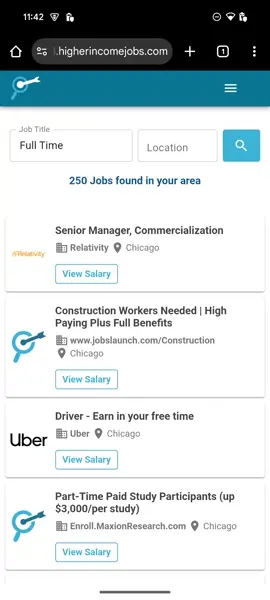 11:42
.higherincomejobs.com
1
Job Title
Full Time
Location
250 Jobs found in your area
Senior Manager, Commercialization
Relativity
Relativity Chicago
View Salary
Construction Workers Needed | High
Paying Plus Full Benefits
www.jobslaunch.com/Construction
Chicago
View Salary
Driver - Earn in your free time
Uber
Uber Chicago
View Salary
Part-Time Paid Study Participants (up
$3,000/per study)
Enroll.MaxionResearch.com Chicago
View Salary